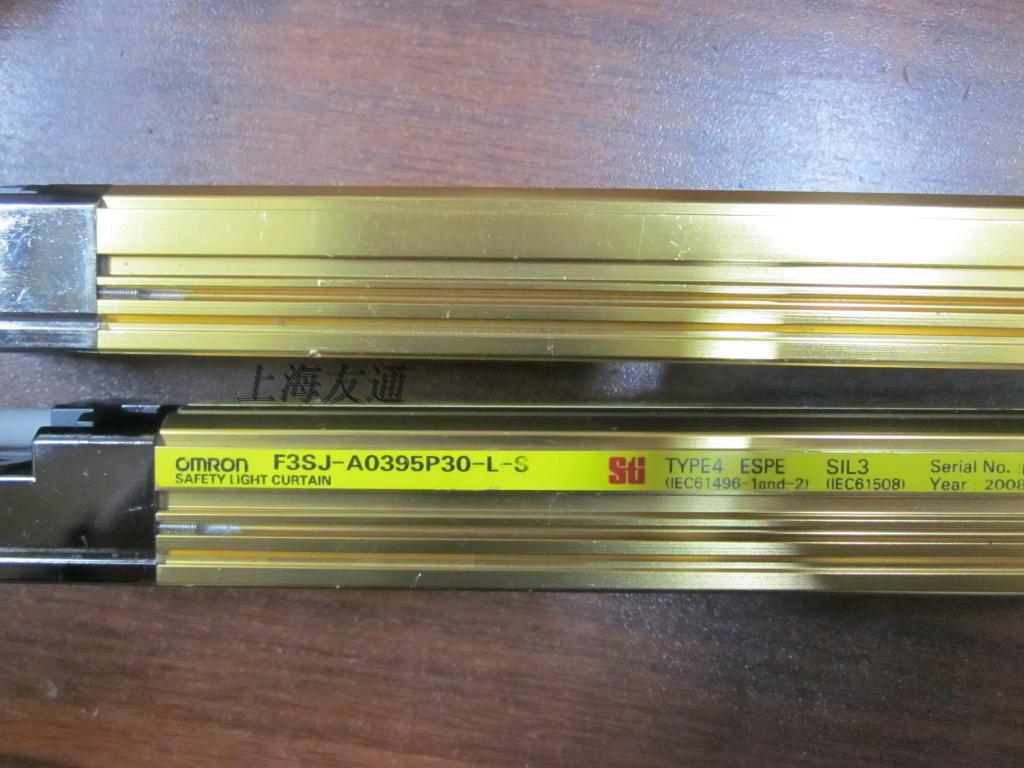 上海友通
OMRON F3SJ-A0395P30-L-S
SAFETY LIGHT CURTAIN
Sti
TYPE4 ESPE
(IEC61496-1and-2)
SIL3
(IEC61508)
Serial No.
Year : 2008